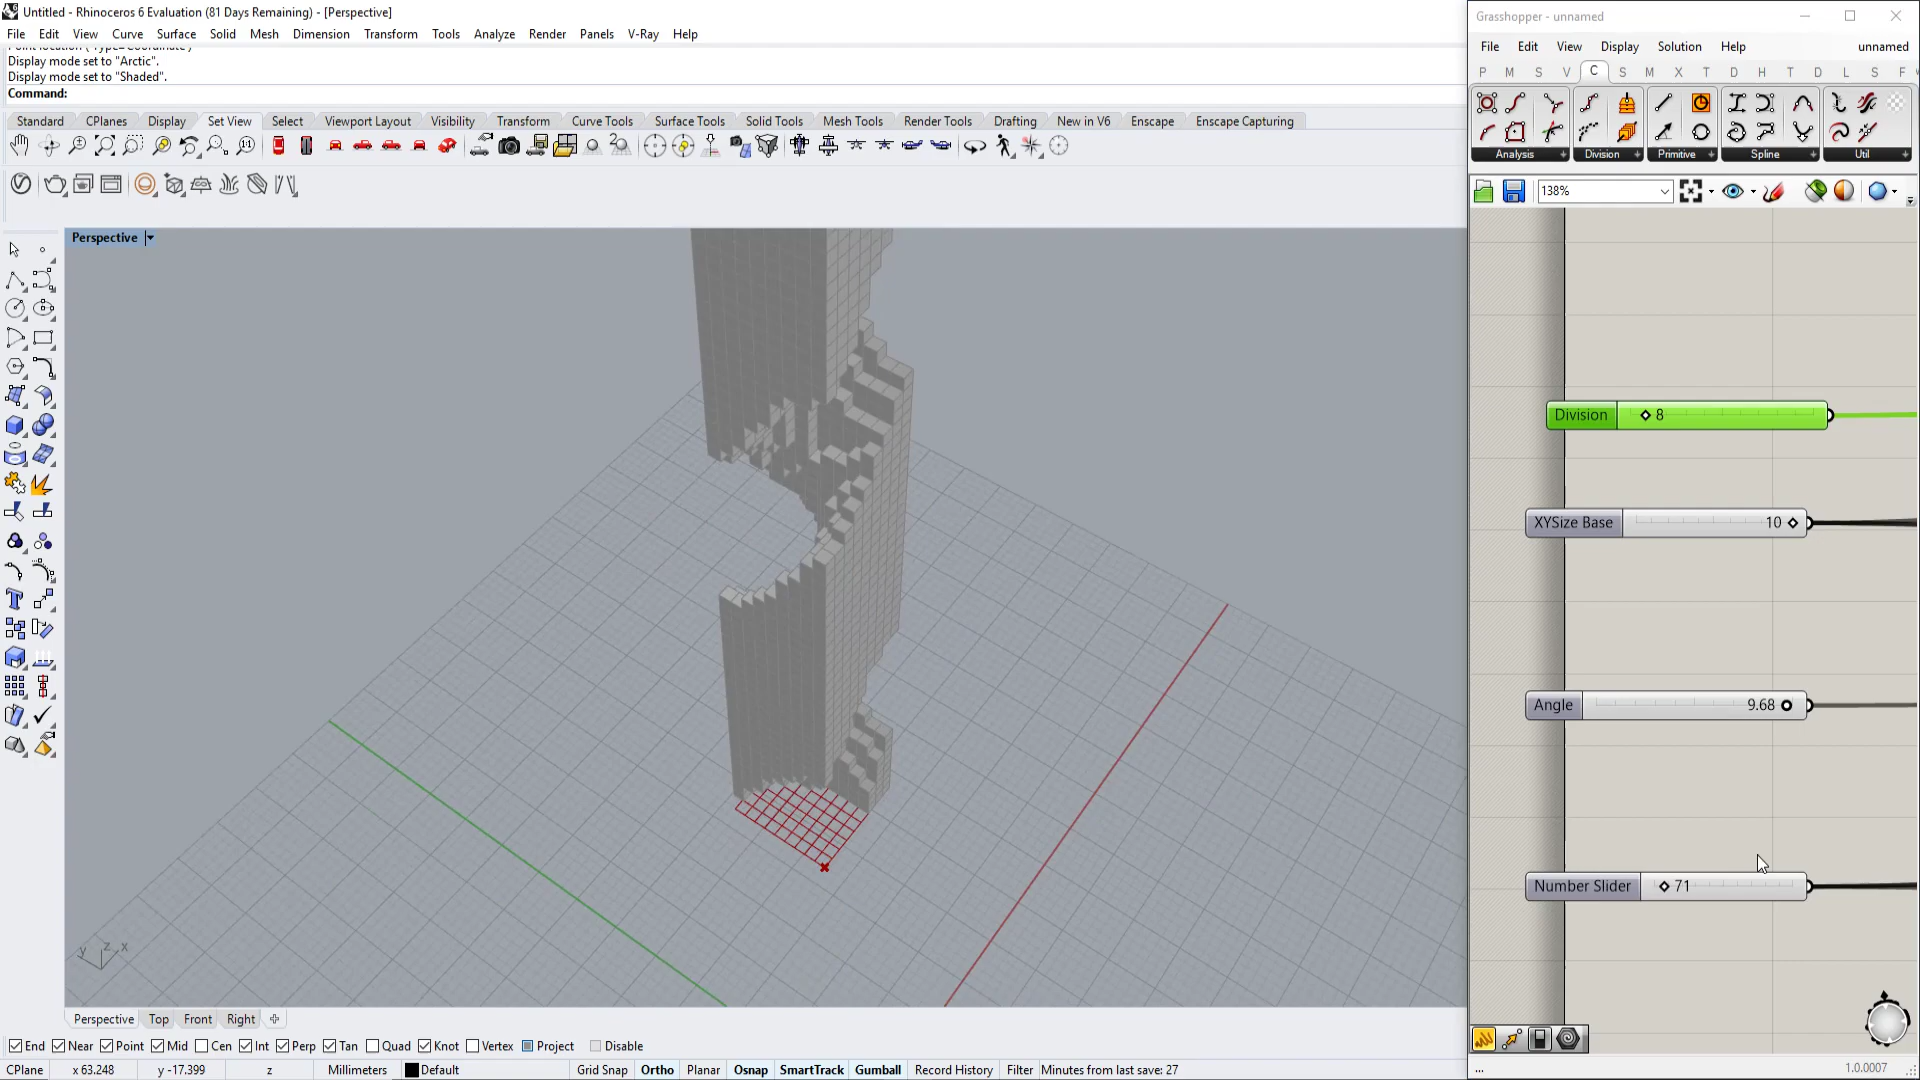 Untitled - Rhinoceros 6 Evaluation (81 Days Remaining) - [Perspective]
File Edit View Curve Surface Solid Mesh Dimension Transform Tools Analyze Render Panels V-Ray Help
Display mode set to "Arctic".
Display mode set to "Shaded".
Command:
Standard CPlanes Display Set View Select Viewport Layout Visibility Transform Curve Tools Surface Tools Solid Tools Mesh Tools Render Tools Drafting New in V6 Enscape Enscape Capturing
Perspective
y z x
Perspective Top Front Right
End Near Point Mid Cen Int Perp Tan Quad Knot Vertex Project Disable
CPlane x 63.248 y -17.399 z Millimeters Default Grid Snap Ortho Planar Osnap SmartTrack Gumball Record History Filter Minutes from last save: 27
Grasshopper - unnamed
File Edit View Display Solution Help unnamed
P M S V C S M X T D H T D L S F
Analysis Division Primitive Spline Util
138%
Division 8
XYSize Base 10
Angle 9.68
Number Slider 71
... 1.0.0007